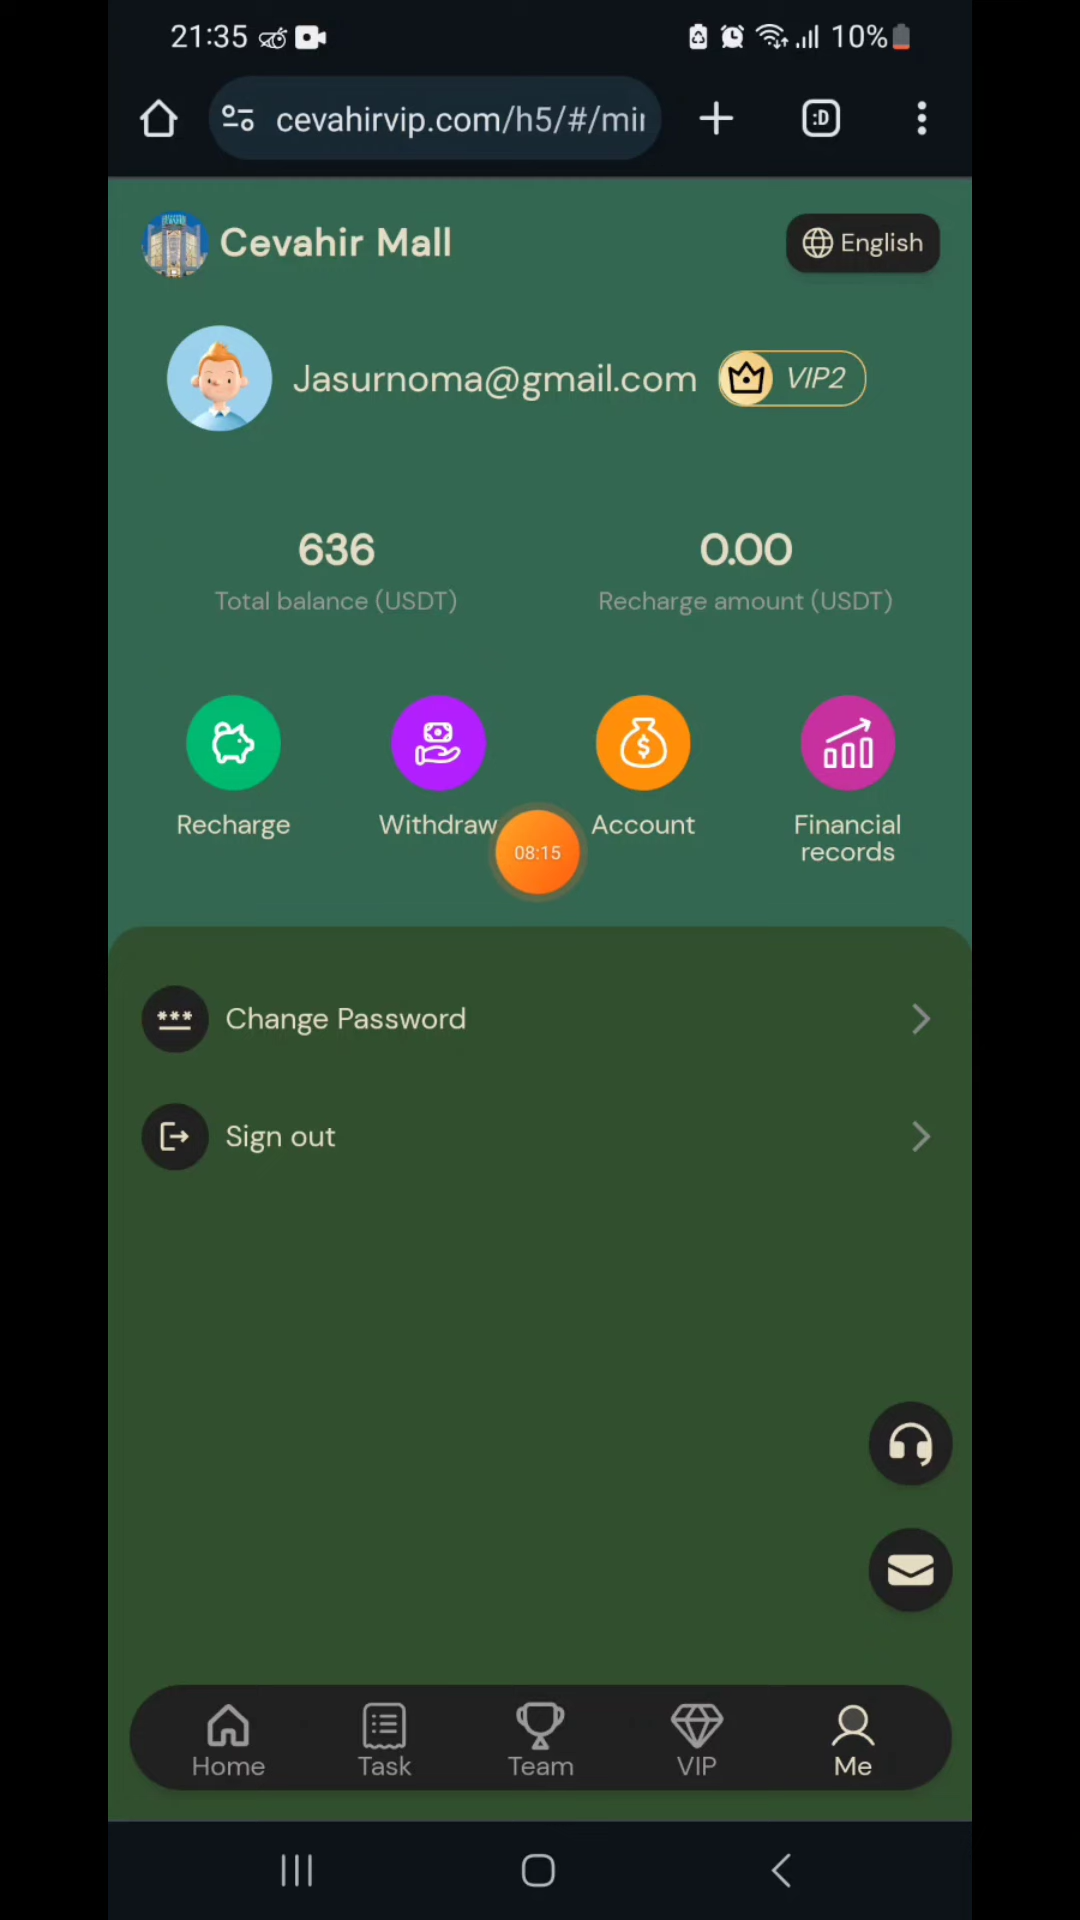 21:35
10%
:D
cevahirvip.com/h5/#/mi
Cevahir Mall
English
Jasurnoma@gmail.com
VIP2
636
0.00
Total balance (USDT)
Recharge amount (USDT)
$
Recharge
Withdraw
Account
Financial
records
08:15
***
Change Password
Sign out
Home
Task
Team
VIP
Me